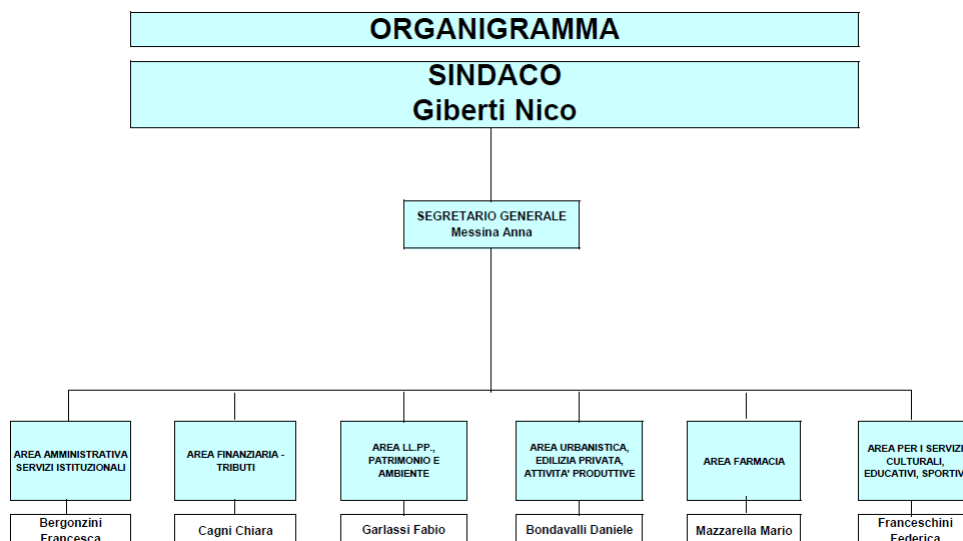 ORGANIGRAMMA
SINDACO
Giberti Nico
SEGRETARIO GENERALE
Messina Anna
AREA AMMINISTRATIVA
SERVIZI ISTITUZIONALI
AREA FINANZIARIA -
TRIBUTI
AREA LL.PP.,
PATRIMONIO E
AMBIENTE
AREA URBANISTICA,
EDILIZIA PRIVATA,
ATTIVITA' PRODUTTIVE
AREA FARMACIA
AREA PER I SERVIZI
CULTURALI,
EDUCATIVI, SPORTIV
Bergonzini
Francesca
Cagni Chiara
Garlassi Fabio
Bondavalli Daniele
Mazzarella Mario
Franceschini
Federica